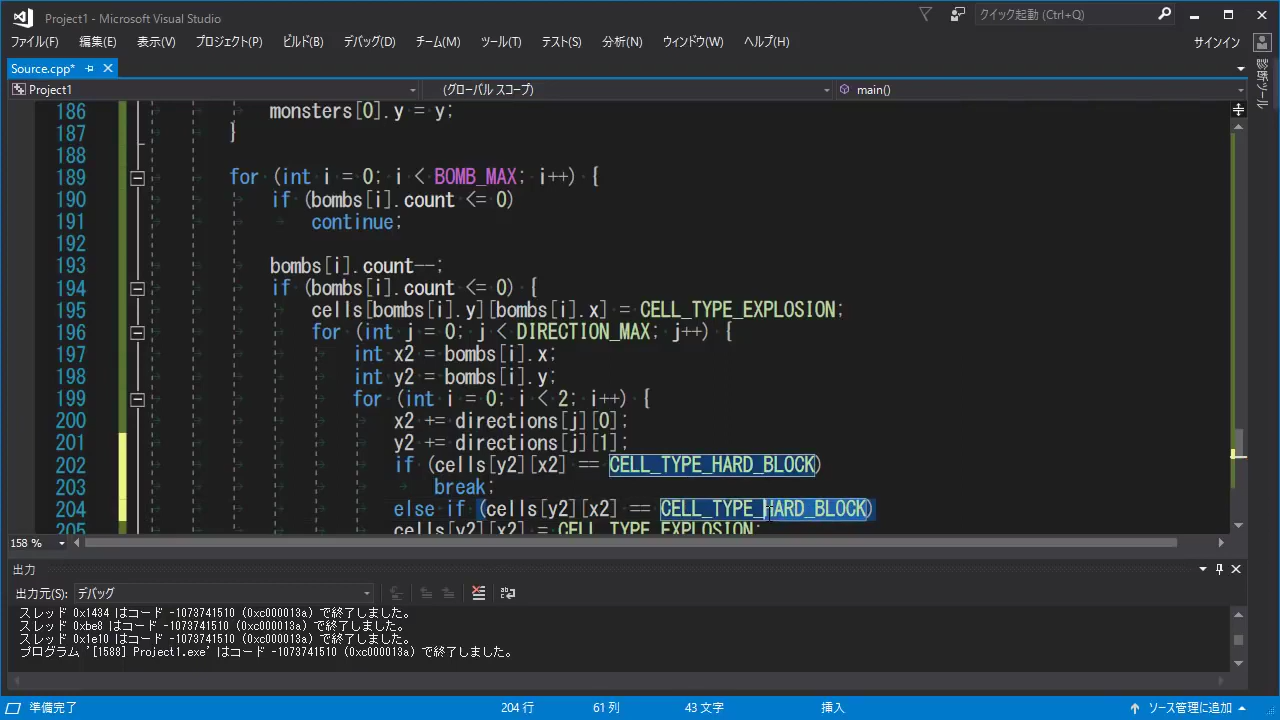 Project1 - Microsoft Visual Studio
クイック起動 (Ctrl+Q)
ファイル(F) 編集(E) 表示(V) プロジェクト(P) ビルド(B) デバッグ(D) チーム(M) ツール(T) テスト(S) 分析(N) ウィンドウ(W) ヘルプ(H)
サインイン
Source.cpp*
診断ツール
Project1 (グローバル スコープ) main()
186 monsters[0].y = y;
187 }
188
189 for (int i = 0; i < BOMB_MAX; i++) {
190 if (bombs[i].count <= 0)
191 continue;
192
193 bombs[i].count--;
194 if (bombs[i].count <= 0) {
195 cells[bombs[i].y][bombs[i].x] = CELL_TYPE_EXPLOSION;
196 for (int j = 0; j < DIRECTION_MAX; j++) {
197 int x2 = bombs[i].x;
198 int y2 = bombs[i].y;
199 for (int i = 0; i < 2; i++) {
200 x2 += directions[j][0];
201 y2 += directions[j][1];
202 if (cells[y2][x2] == CELL_TYPE_HARD_BLOCK)
203 break;
204 else if (cells[y2][x2] == CELL_TYPE_HARD_BLOCK)
205 cells[y2][x2] = CELL_TYPE_EXPLOSION;
158 %
出力
出力元(S): デバッグ
スレッド 0x1434 はコード -1073741510 (0xc000013a) で終了しました。
スレッド 0xbe8 はコード -1073741510 (0xc000013a) で終了しました。
スレッド 0x1e10 はコード -1073741510 (0xc000013a) で終了しました。
プログラム '[1588] Project1.exe' はコード -1073741510 (0xc000013a) で終了しました。
準備完了 204 行 61 列 43 文字 挿入 ソース管理に追加